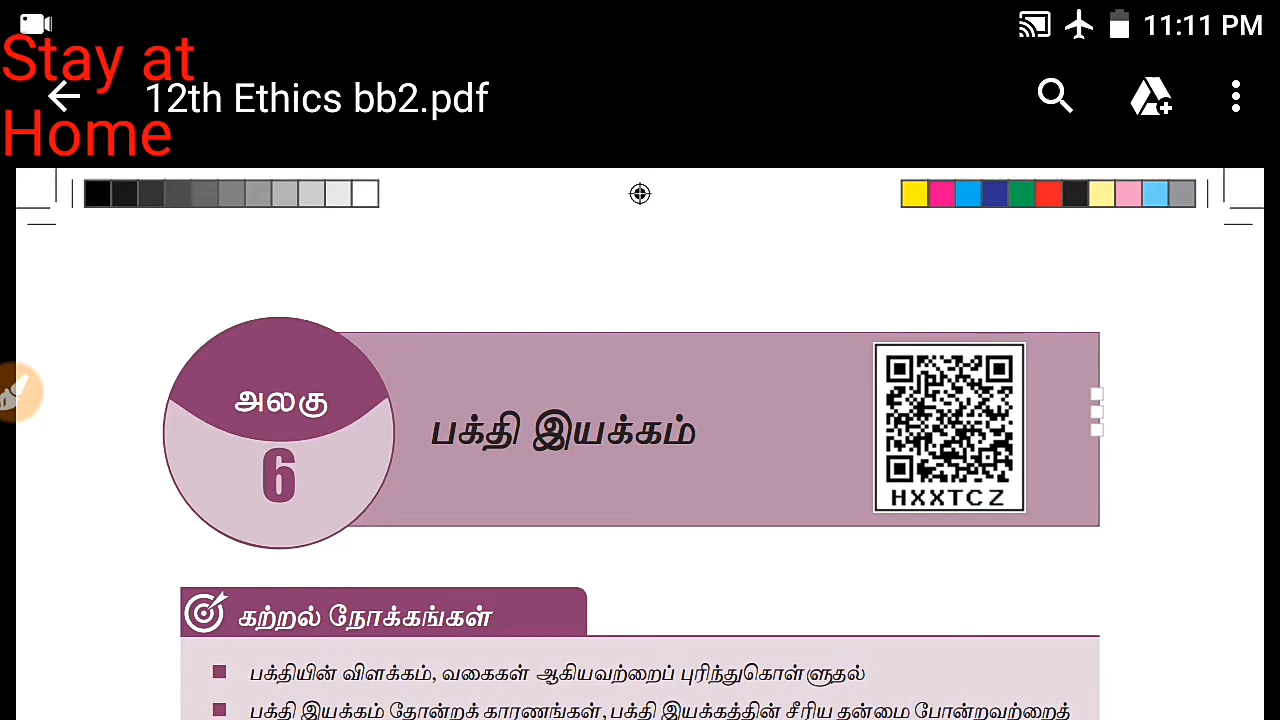 11:11 PM
Stay at
Home
12th Ethics bb2.pdf
அலகு
6
பக்தி இயக்கம்
HXXTCZ
கற்றல் நோக்கங்கள்
பக்தியின் விளக்கம், வகைகள் ஆகியவற்றைப் புரிந்துகொள்ளுதல்
பக்தி இயக்கம் தோன்றக் காரணங்கள், பக்தி இயக்கத்தின் சீரிய தன்மை போன்றவற்றைத்